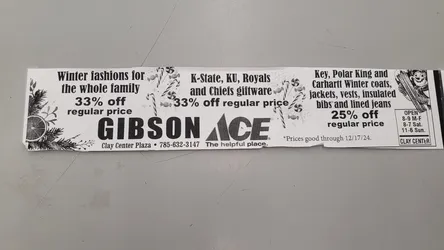 Winter fashions for
the whole family
33% off
regular price
K-State, KU, Royals
and Chiefs giftware
33% off regular price
Key, Polar King and
Carhartt Winter coats,
jackets, vests, insulated
bibs and lined jeans
25% off
regular price
GIBSON ACE
The helpful place.
Clay Center Plaza • 785-632-3147
*Prices good through 12/17/24.
OPEN
8-9 M-F
8-7 Sat.
11-6 Sun.
CLAY CENTER